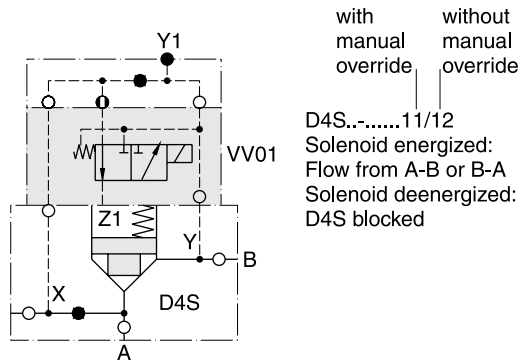 Y1
VV01
Z1
Y
B
X
D4S
A
with manual override
without manual override
D4S..-......11/12
Solenoid energized:
Flow from A-B or B-A
Solenoid deenergized:
D4S blocked